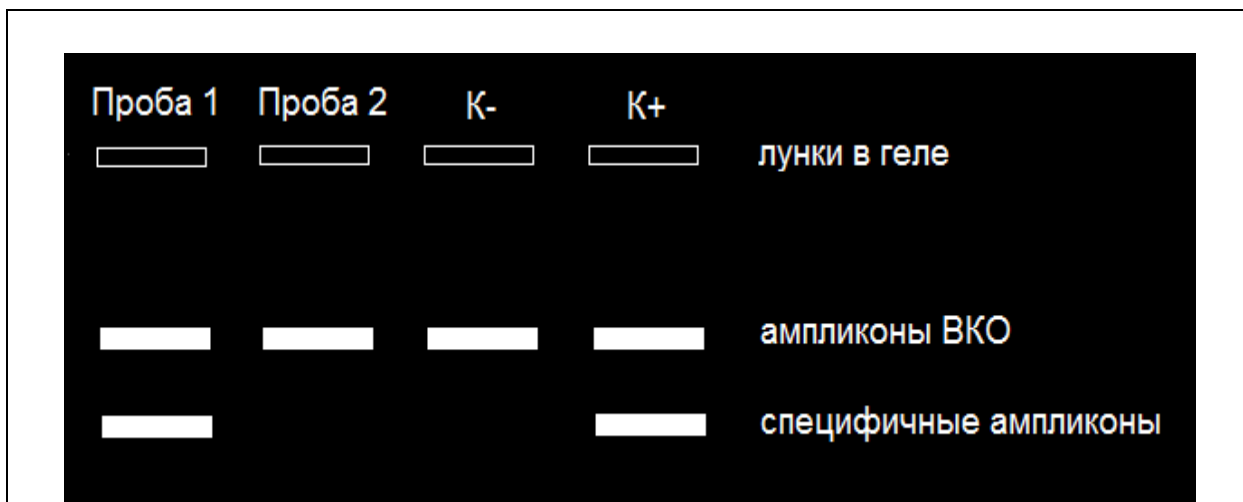 Проба 1 Проба 2 К- К+
лунки в геле
ампликоны ВКО
специфичные ампликоны